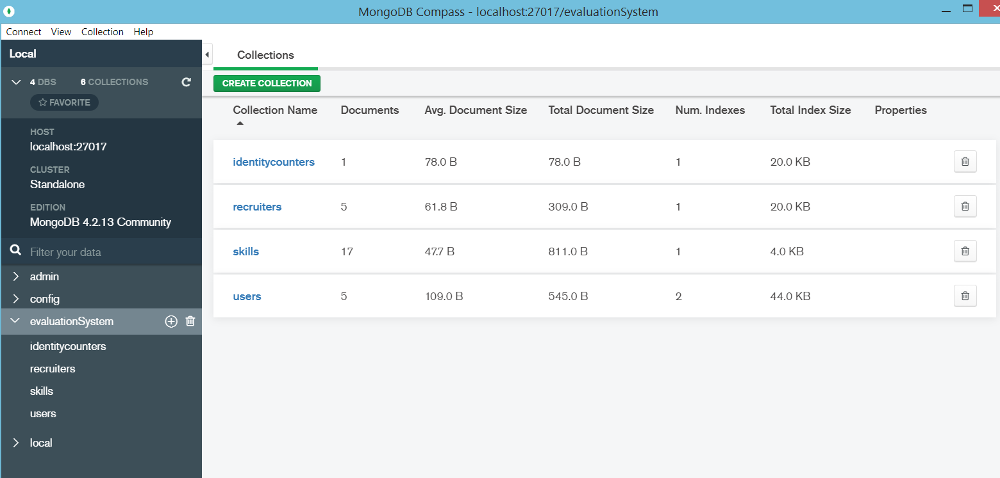 MongoDB Compass - localhost:27017/evaluationSystem
Connect View Collection Help
Local
4 DBS 6 COLLECTIONS
FAVORITE
HOST
localhost:27017
CLUSTER
Standalone
EDITION
MongoDB 4.2.13 Community
Filter your data
admin
config
evaluationSystem
identitycounters
recruiters
skills
users
local
Collections
CREATE COLLECTION
Collection Name Documents Avg. Document Size Total Document Size Num. Indexes Total Index Size Properties
identitycounters 1 78.0 B 78.0 B 1 20.0 KB
recruiters 5 61.8 B 309.0 B 1 20.0 KB
skills 17 47.7 B 811.0 B 1 4.0 KB
users 5 109.0 B 545.0 B 2 44.0 KB